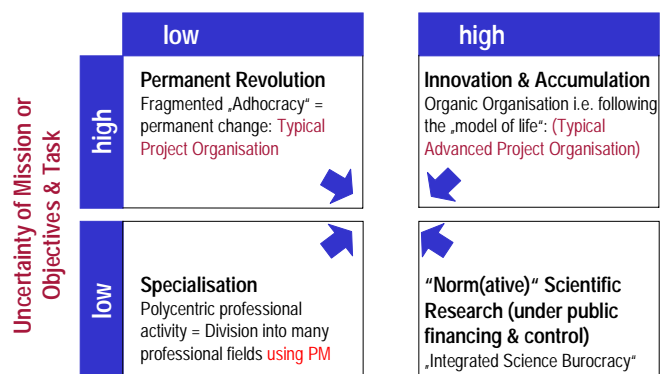 low
high
Uncertainty of Mission or
Objectives & Task
high
Permanent Revolution
Fragmented „Adhocracy“ =
permanent change: Typical
Project Organisation
Innovation & Accumulation
Organic Organisation i.e. following
the „model of life“: (Typical
Advanced Project Organisation)
low
Specialisation
Polycentric professional
activity = Division into many
professional fields using PM
“Norm(ative)“ Scientific
Research (under public
financing & control)
„Integrated Science Burocracy“